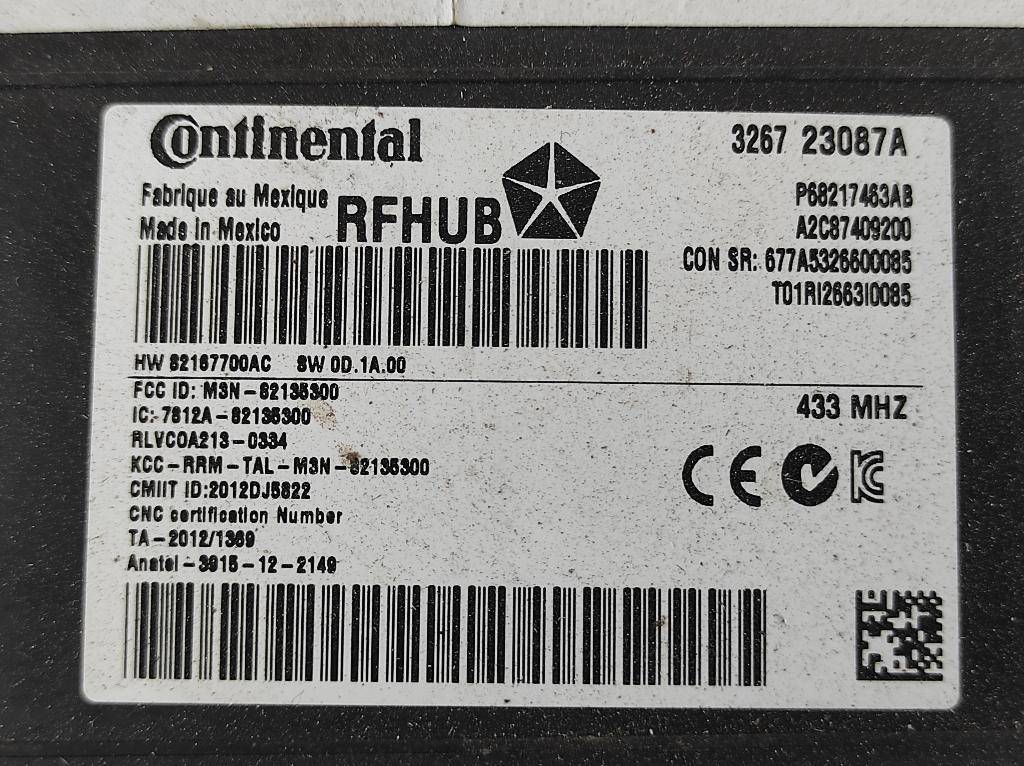 Continental
3267 23087A
Fabrique au Mexique
Made in Mexico
RFHUB
P68217463AB
A2C87409200
CON SR: 677A5326600085
T01RI2663I0085
HW 82167700AC SW 0D.1A.00
FCC ID: M3N-82135300
IC:-7812A-82135300
RLVCOA213-0334
KCC-RRM-TAL-M3N-82135300
CMIIT ID:2012DJ5822
CNC certification Number
TA-2012/1369
Anatel-3915-12-2149
433 MHZ
CE